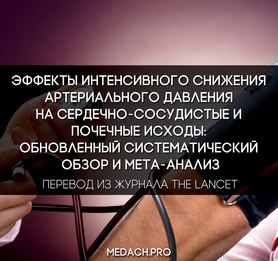 ЭФФЕКТЫ ИНТЕНСИВНОГО СНИЖЕНИЯ
АРТЕРИАЛЬНОГО ДАВЛЕНИЯ
НА СЕРДЕЧНО-СОСУДИСТЫЕ И
ПОЧЕЧНЫЕ ИСХОДЫ:
ОБНОВЛЕННЫЙ СИСТЕМАТИЧЕСКИЙ
ОБЗОР И МЕТА-АНАЛИЗ
ПЕРЕВОД ИЗ ЖУРНАЛА THE LANCET
MEDACH.PRO